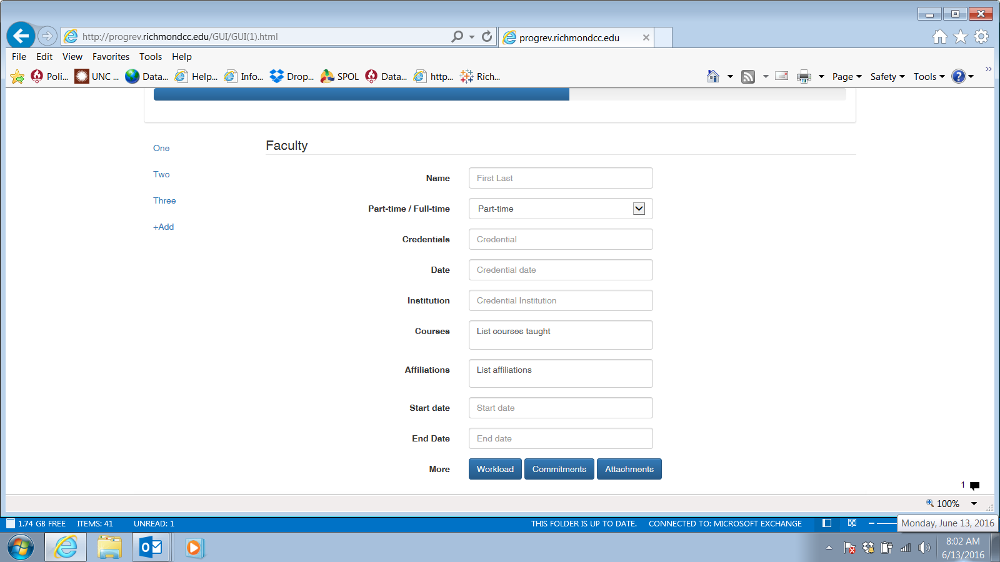 http://progrev.richmondcc.edu/GUI/GUI(1).html
progrev.richmondcc.edu
File Edit View Favorites Tools Help
Poli... UNC ... Data... Help... Info... Drop... SPOL Data... http... Rich... Page Safety Tools
Faculty
One
Two
Three
+Add
Name First Last
Part-time / Full-time Part-time
Credentials Credential
Date Credential date
Institution Credential Institution
Courses List courses taught
Affiliations List affiliations
Start date Start date
End Date End date
More Workload Commitments Attachments
1
100%
1.74 GB FREE ITEMS: 41 UNREAD: 1 THIS FOLDER IS UP TO DATE. CONNECTED TO: MICROSOFT EXCHANGE
Monday, June 13, 2016
8:02 AM
6/13/2016